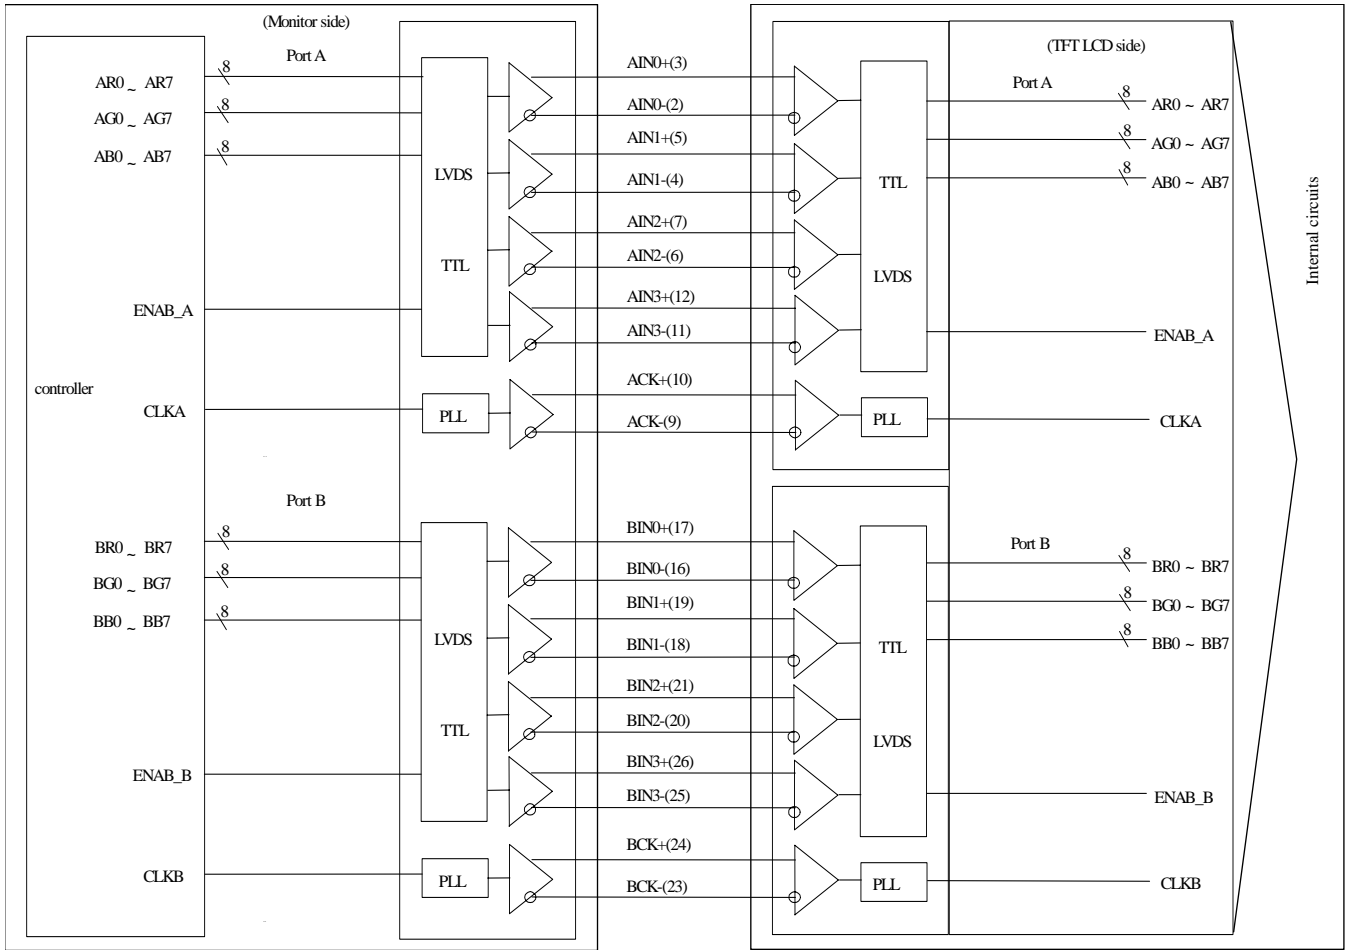 (Monitor side)
Port A
AR0 ~ AR7
8
AG0 ~ AG7
8
AB0 ~ AB7
8
LVDS
TTL
ENAB_A
controller
CLKA
PLL
Port B
BR0 ~ BR7
8
BG0 ~ BG7
8
BB0 ~ BB7
8
LVDS
TTL
ENAB_B
CLKB
PLL
AIN0+(3)
AIN0-(2)
AIN1+(5)
AIN1-(4)
AIN2+(7)
AIN2-(6)
AIN3+(12)
AIN3-(11)
ACK+(10)
ACK-(9)
BIN0+(17)
BIN0-(16)
BIN1+(19)
BIN1-(18)
BIN2+(21)
BIN2-(20)
BIN3+(26)
BIN3-(25)
BCK+(24)
BCK-(23)
(TFT LCD side)
Port A
8
AR0 ~ AR7
8
AG0 ~ AG7
8
AB0 ~ AB7
TTL
LVDS
ENAB_A
PLL
CLKA
Port B
8
BR0 ~ BR7
8
BG0 ~ BG7
8
BB0 ~ BB7
TTL
LVDS
ENAB_B
PLL
CLKB
Internal circuits